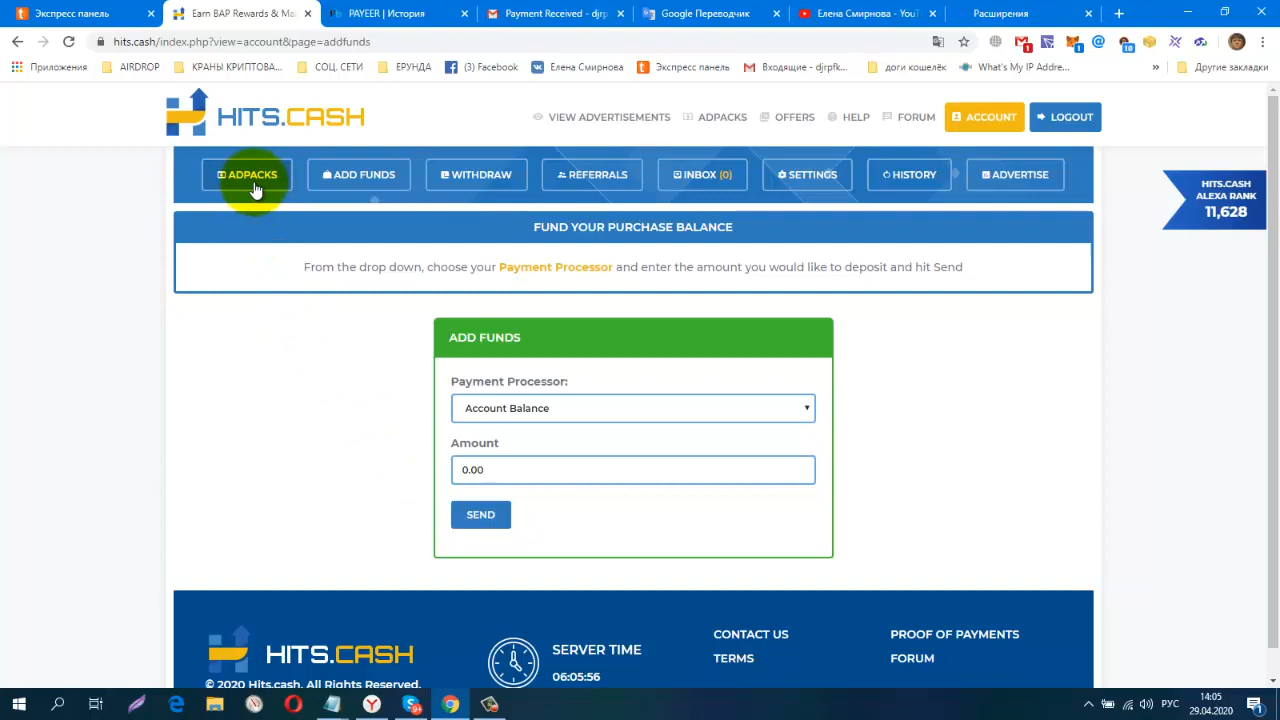 Экспресс панель
Earn BAP Rewards & Ma
PAYEER | История
Payment Received - djrp
Google Переводчик
Елена Смирнова - YouT
Расширения
hits.cash/index.php?view=account&page=addfunds
Приложения
AIRDROP
КРАНЫ КРИПТОВА...
СОЦ. СЕТИ
ЕРУНДА
(3) Facebook
Елена Смирнова
Экспресс панель
Входящие - djrpfk...
доги кошелёк
What's My IP Addre...
»
Другие закладки
HITS.CASH
VIEW ADVERTISEMENTS
ADPACKS
OFFERS
HELP
FORUM
ACCOUNT
LOGOUT
ADPACKS
ADD FUNDS
WITHDRAW
REFERRALS
INBOX (0)
SETTINGS
HISTORY
ADVERTISE
HITS.CASH
ALEXA RANK
11,628
FUND YOUR PURCHASE BALANCE
From the drop down, choose your Payment Processor and enter the amount you would like to deposit and hit Send
ADD FUNDS
Payment Processor:
Account Balance
Amount
0.00
SEND
HITS.CASH
© 2020 Hits.cash. All Rights Reserved.
SERVER TIME
06:05:56
CONTACT US
TERMS
PROOF OF PAYMENTS
FORUM
РУС
14:05
29.04.2020